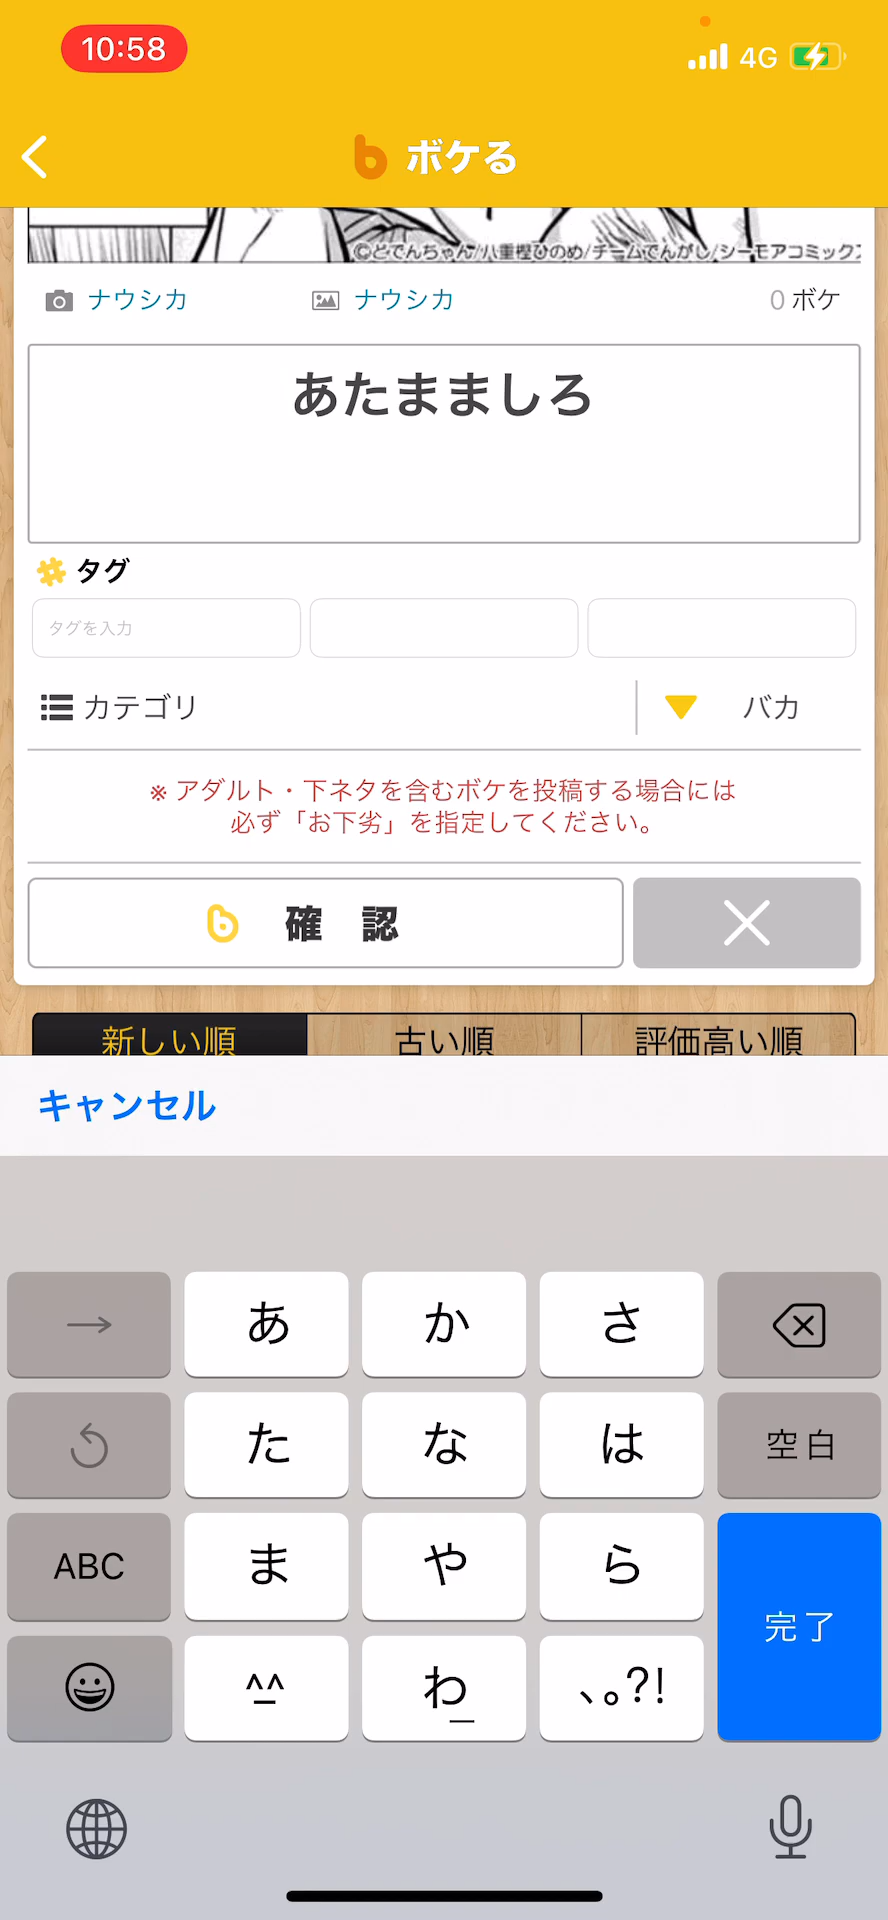 10:58
4G
ボケる
©どでんちゃん/八重樫ひのめ/チームでんがし/シーモアコミックス
ナウシカ
ナウシカ
0 ボケ
あたまましろ
タグ
タグを入力
カテゴリ
バカ
※ アダルト・下ネタを含むボケを投稿する場合には
必ず「お下劣」を指定してください。
確 認
新しい順 古い順 評価高い順
キャンセル
→ あ か さ
た な は 空白
ABC ま や ら
完了
^_^ わ_ 、。?!